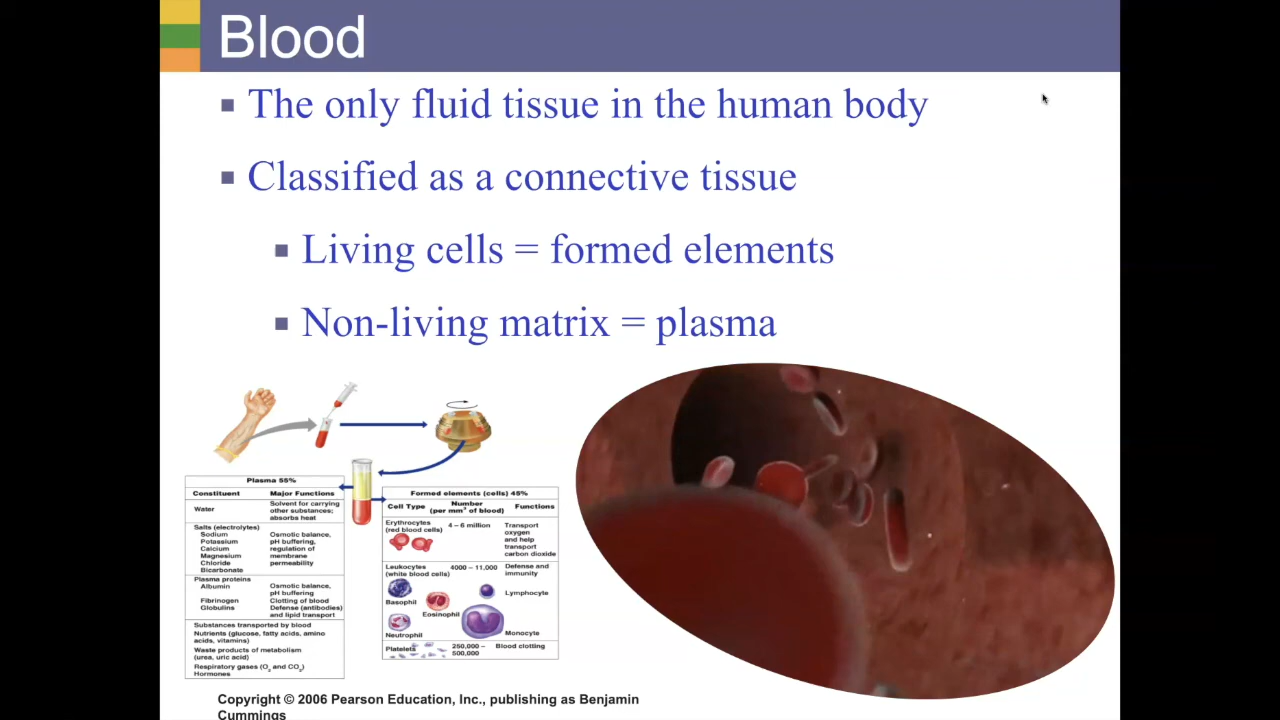 Blood
The only fluid tissue in the human body
Classified as a connective tissue
Living cells = formed elements
Non-living matrix = plasma
Plasma 55%
Constituent Major Functions
Water Solvent for carrying
other substances;
absorbs heat
Salts (electrolytes)
Sodium Osmotic balance,
Potassium pH buffering,
Calcium regulation of
Magnesium membrane
Chloride permeability
Bicarbonate
Plasma proteins
Albumin Osmotic balance,
pH buffering
Fibrinogen Clotting of blood
Globulins Defense (antibodies)
and lipid transport
Substances transported by blood
Nutrients (glucose, fatty acids, amino
acids, vitamins)
Waste products of metabolism
(urea, uric acid)
Respiratory gases (O₂ and CO₂)
Hormones
Formed elements (cells) 45%
Cell Type Number
(per mm³ of blood) Functions
Erythrocytes
(red blood cells) 4 – 6 million Transport
oxygen
and help
transport
carbon dioxide
Leukocytes
(white blood cells) 4000 – 11,000 Defense and
immunity
Lymphocyte
Basophil
Eosinophil
Neutrophil
Monocyte
Platelets 250,000 –
500,000 Blood clotting
Copyright © 2006 Pearson Education, Inc., publishing as Benjamin
Cummings